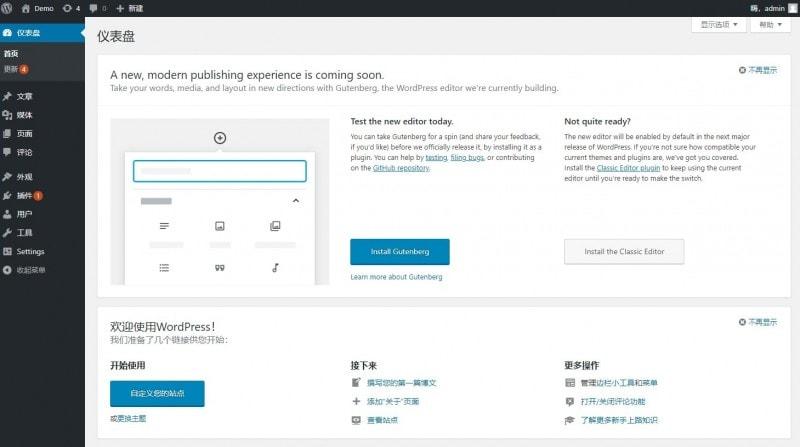 Demo 4 0 新建 嗨，admin
仪表盘
首页
更新 4
文章
媒体
页面
评论
外观
插件 1
用户
工具
Settings
收起菜单
显示选项
帮助
仪表盘
A new, modern publishing experience is coming soon.
不再显示
Take your words, media, and layout in new directions with Gutenberg, the WordPress editor we're currently building.
Test the new editor today.
You can take Gutenberg for a spin (and share your feedback,
if you'd like) before we officially release it, by installing it as a
plugin. You can help by testing, filing bugs, or contributing
on the GitHub repository.
Install Gutenberg
Learn more about Gutenberg
Not quite ready?
The new editor will be enabled by default in the next major
release of WordPress. If you're not sure how compatible your
current themes and plugins are, we've got you covered.
Install the Classic Editor plugin to keep using the current
editor until you're ready to make the switch.
Install the Classic Editor
欢迎使用WordPress！
不再显示
我们准备了几个链接供您开始：
开始使用
自定义您的站点
或更换主题
接下来
撰写您的第一篇博文
添加“关于”页面
查看站点
更多操作
管理边栏小工具和菜单
打开/关闭评论功能
了解更多新手上路知识